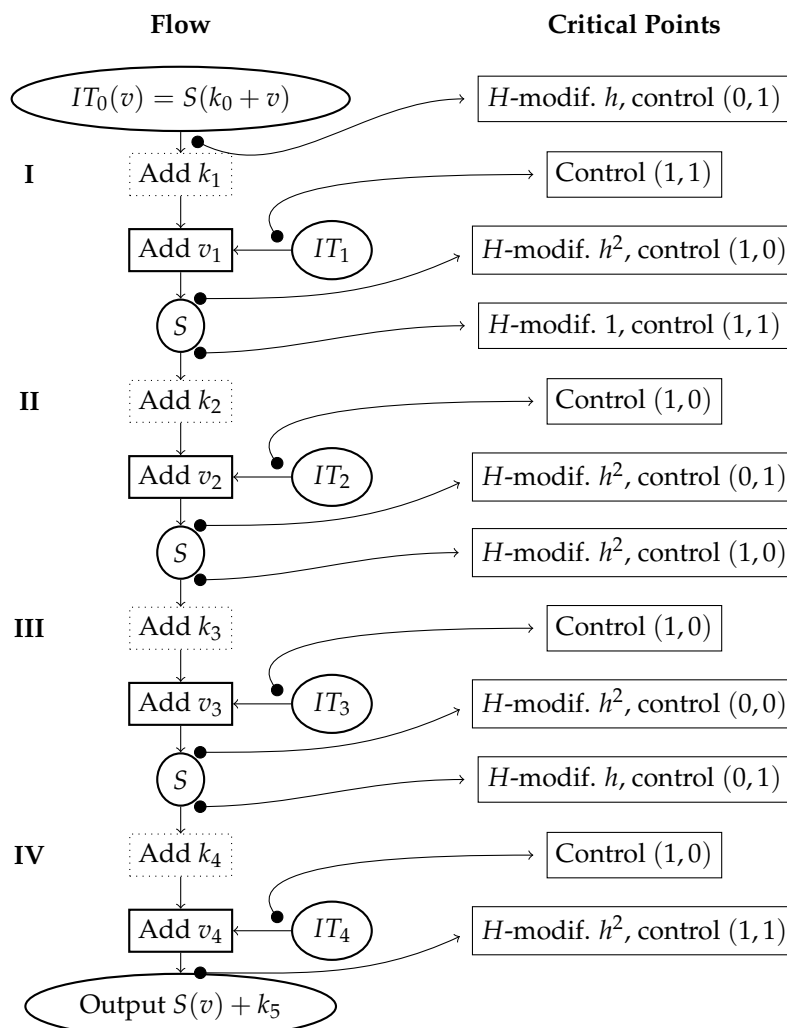 Flow Critical Points
IT₀(v) = S(k₀ + v) H-modif. h, control (0, 1)
I Add k₁ Control (1, 1)
Add v₁ IT₁ H-modif. h², control (1, 0)
S H-modif. 1, control (1, 1)
II Add k₂ Control (1, 0)
Add v₂ IT₂ H-modif. h², control (0, 1)
S H-modif. h², control (1, 0)
III Add k₃ Control (1, 0)
Add v₃ IT₃ H-modif. h², control (0, 0)
S H-modif. h, control (0, 1)
IV Add k₄ Control (1, 0)
Add v₄ IT₄ H-modif. h², control (1, 1)
Output S(v) + k₅